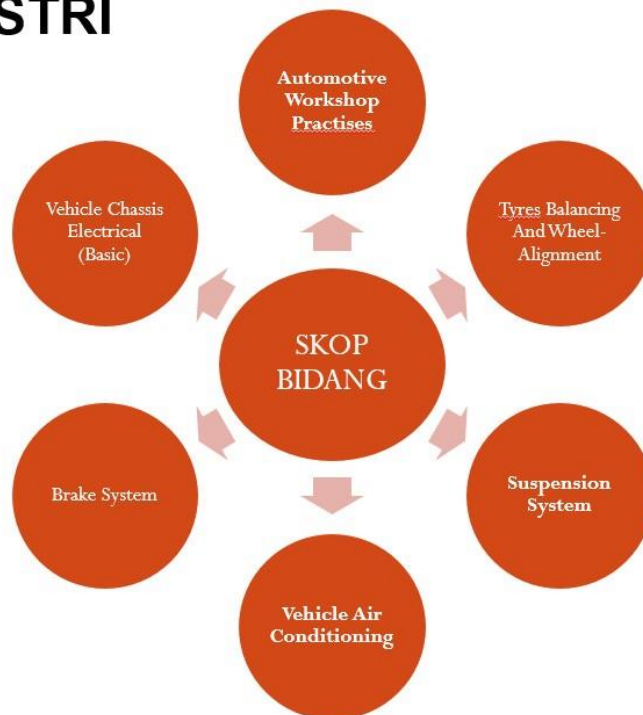 STRI
Automotive
Workshop
Practises
Vehicle Chassis
Electrical
(Basic)
Tyres Balancing
And Wheel-
Alignment
SKOP
BIDANG
Brake System
Suspension
System
Vehicle Air
Conditioning